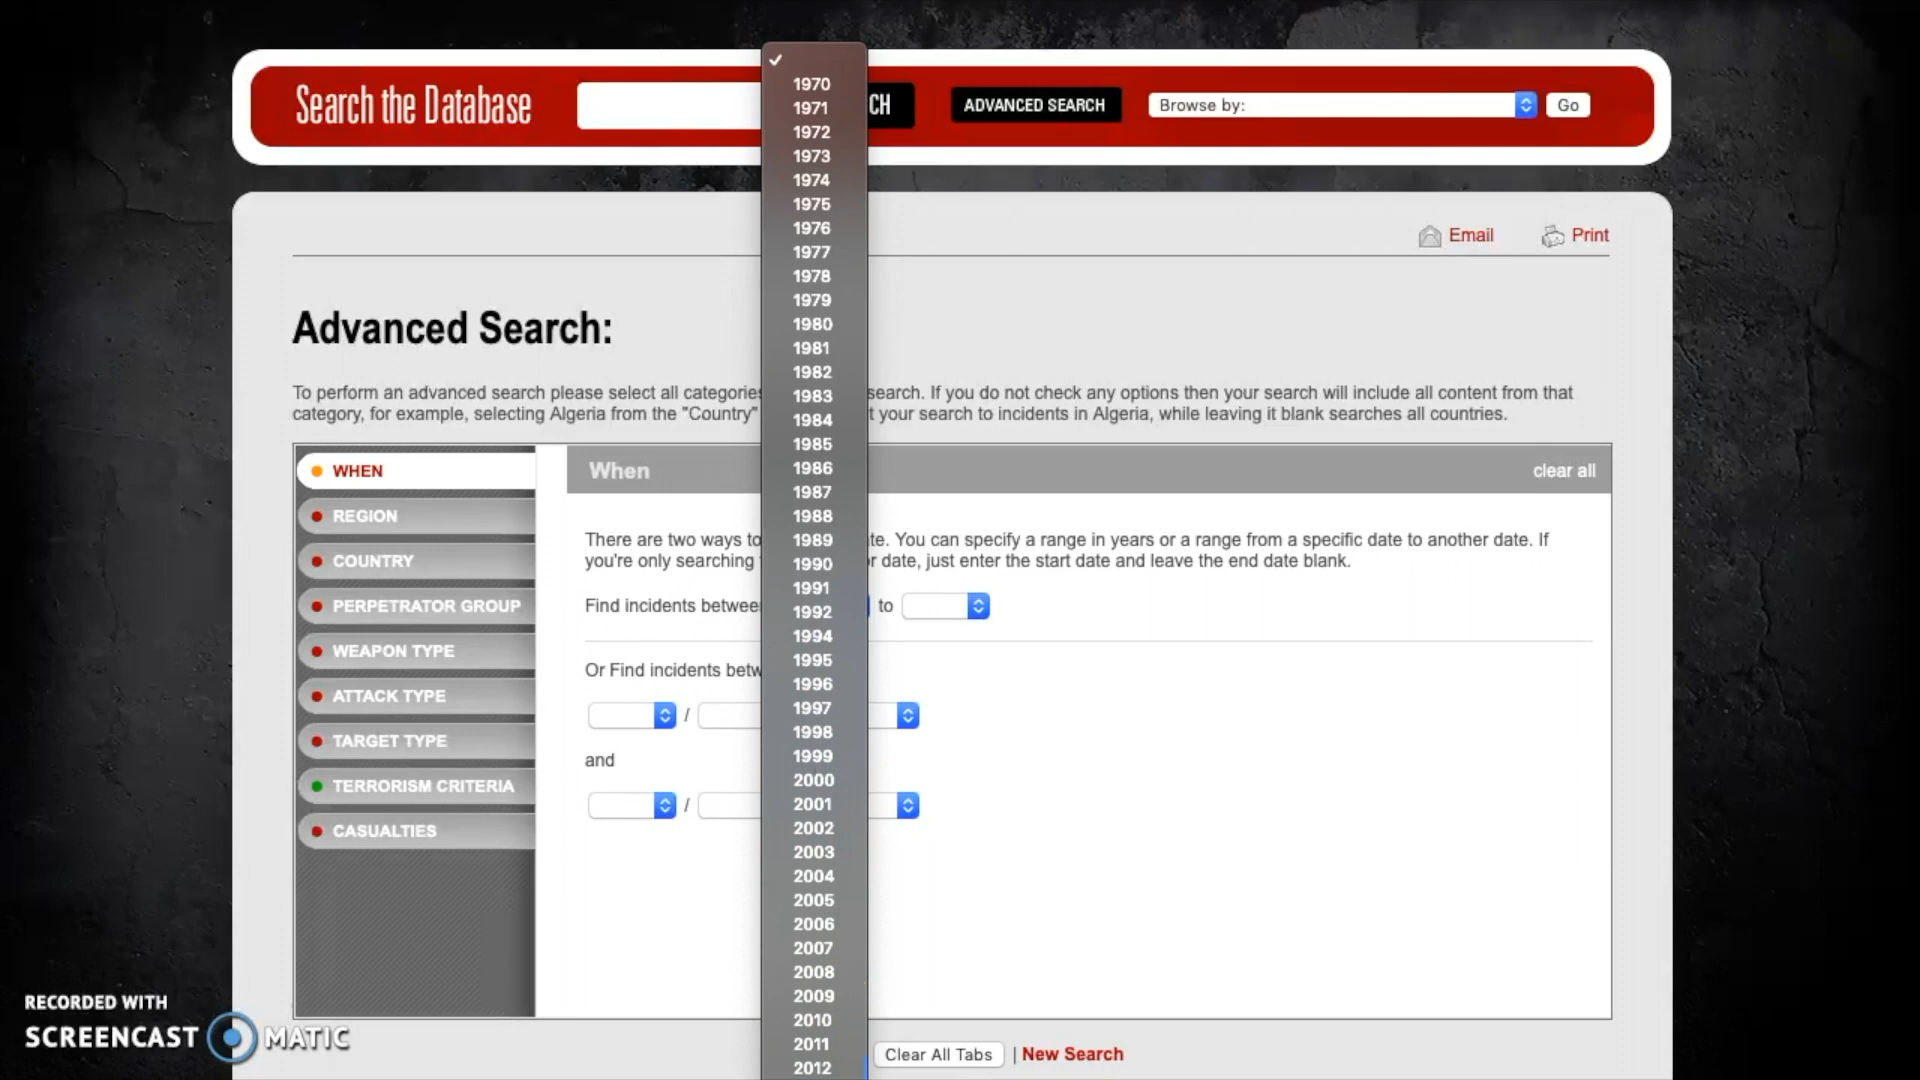 Search the Database
CH
ADVANCED SEARCH
Browse by:
Go
✓
1970
1971
1972
1973
1974
1975
1976
1977
1978
1979
1980
1981
1982
1983
1984
1985
1986
1987
1988
1989
1990
1991
1992
1994
1995
1996
1997
1998
1999
2000
2001
2002
2003
2004
2005
2006
2007
2008
2009
2010
2011
2012
Email
Print
Advanced Search:
To perform an advanced search please select all categories search. If you do not check any options then your search will include all content from that
category, for example, selecting Algeria from the "Country" t your search to incidents in Algeria, while leaving it blank searches all countries.
WHEN
REGION
COUNTRY
PERPETRATOR GROUP
WEAPON TYPE
ATTACK TYPE
TARGET TYPE
TERRORISM CRITERIA
CASUALTIES
When
clear all
There are two ways to te. You can specify a range in years or a range from a specific date to another date. If
you're only searching r date, just enter the start date and leave the end date blank.
Find incidents between to
Or Find incidents betw
/
and
/
Clear All Tabs | New Search
RECORDED WITH
SCREENCAST MATIC